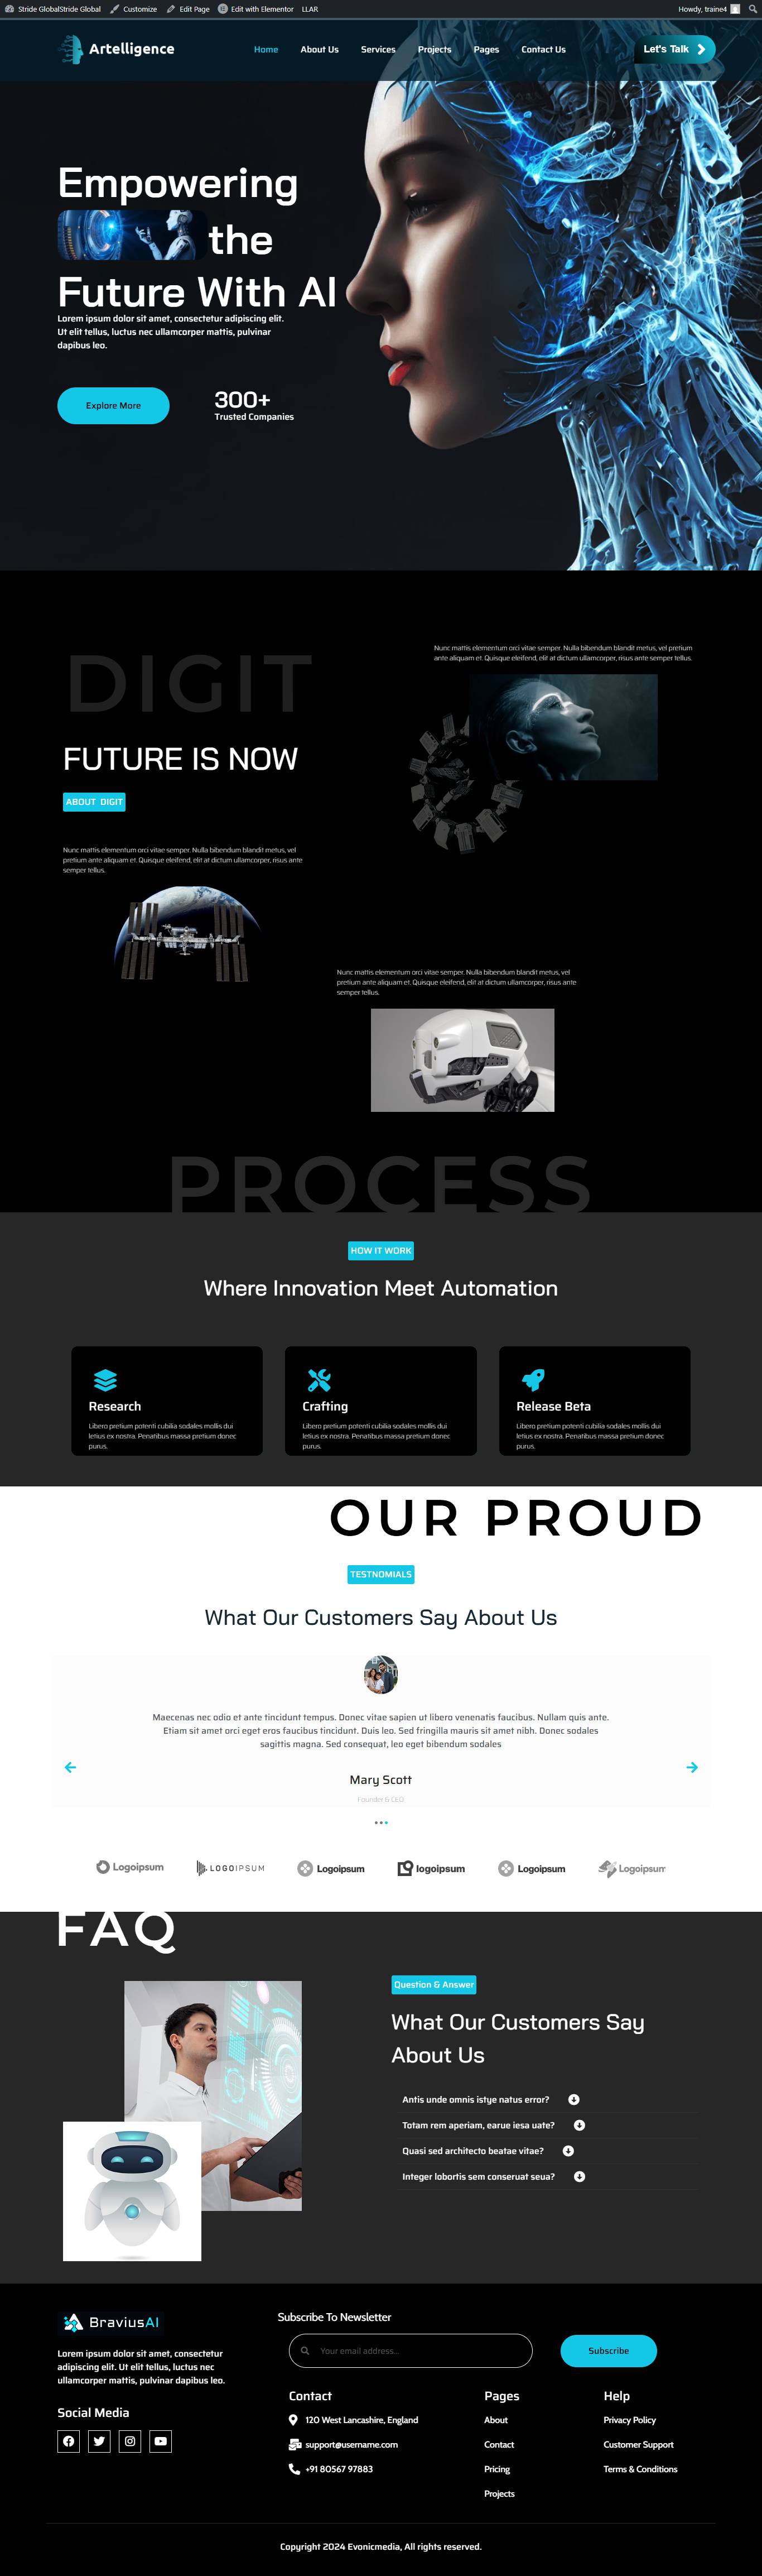 Stride GlobalStride Global Customize Edit Page Edit with Elementor LLAR Howdy, traine4
Artelligence Home About Us Services Projects Pages Contact Us Let's Talk
Empowering
the
Future With AI
Lorem ipsum dolor sit amet, consectetur adipiscing elit.
Ut elit tellus, luctus nec ullamcorper mattis, pulvinar
dapibus leo.
Explore More
300+
Trusted Companies
DIGIT
FUTURE IS NOW
ABOUT DIGIT
Nunc mattis elementum orci vitae semper. Nulla bibendum blandit metus, vel pretium
ante aliquam et. Quisque eleifend, elit at dictum ullamcorper, risus ante semper tellus.
Nunc mattis elementum orci vitae semper. Nulla bibendum blandit metus, vel
pretium ante aliquam et. Quisque eleifend, elit at dictum ullamcorper, risus ante
semper tellus.
Nunc mattis elementum orci vitae semper. Nulla bibendum blandit metus, vel
pretium ante aliquam et. Quisque eleifend, elit at dictum ullamcorper, risus ante
semper tellus.
PROCESS
HOW IT WORK
Where Innovation Meet Automation
Research
Libero pretium potenti cubilia sodales mollis dui
letius ex nostra. Penatibus massa pretium donec
purus.
Crafting
Libero pretium potenti cubilia sodales mollis dui
letius ex nostra. Penatibus massa pretium donec
purus.
Release Beta
Libero pretium potenti cubilia sodales mollis dui
letius ex nostra. Penatibus massa pretium donec
purus.
OUR PROUD
TESTNOMIALS
What Our Customers Say About Us
Maecenas nec odio et ante tincidunt tempus. Donec vitae sapien ut libero venenatis faucibus. Nullam quis ante.
Etiam sit amet orci eget eros faucibus tincidunt. Duis leo. Sed fringilla mauris sit amet nibh. Donec sodales
sagittis magna. Sed consequat, leo eget bibendum sodales
Mary Scott
Founder & CEO
Logoipsum LOGOIPSUM Logoipsum logoipsum Logoipsum Logoipsum
FAQ
Question & Answer
What Our Customers Say
About Us
Antis unde omnis istye natus error?
Totam rem aperiam, earue iesa uate?
Quasi sed architecto beatae vitae?
Integer lobortis sem conseruat seua?
BraviusAI
Lorem ipsum dolor sit amet, consectetur
adipiscing elit. Ut elit tellus, luctus nec
ullamcorper mattis, pulvinar dapibus leo.
Social Media
Subscribe To Newsletter
Your email address...
Subscribe
Contact
120 West Lancashire, England
support@username.com
+91 80567 97883
Pages
About
Contact
Pricing
Projects
Help
Privacy Policy
Customer Support
Terms & Conditions
Copyright 2024 Evonicmedia, All rights reserved.